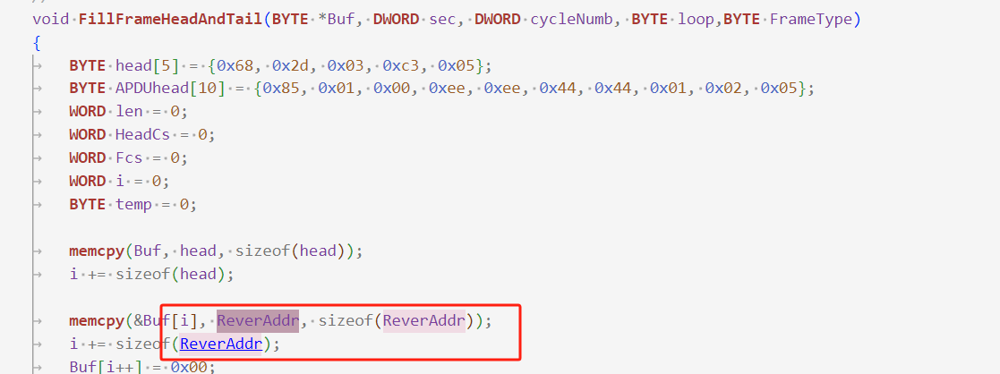 void FillFrameHeadAndTail(BYTE *Buf, DWORD sec, DWORD cycleNumb, BYTE loop,BYTE FrameType)
{
BYTE head[5] = {0x68, 0x2d, 0x03, 0xc3, 0x05};
BYTE APDUhead[10] = {0x85, 0x01, 0x00, 0xee, 0xee, 0x44, 0x44, 0x01, 0x02, 0x05};
WORD len = 0;
WORD HeadCs = 0;
WORD Fcs = 0;
WORD i = 0;
BYTE temp = 0;
memcpy(Buf, head, sizeof(head));
i += sizeof(head);
memcpy(&Buf[i], ReverAddr, sizeof(ReverAddr));
i += sizeof(ReverAddr);
Buf[i++] = 0x00;